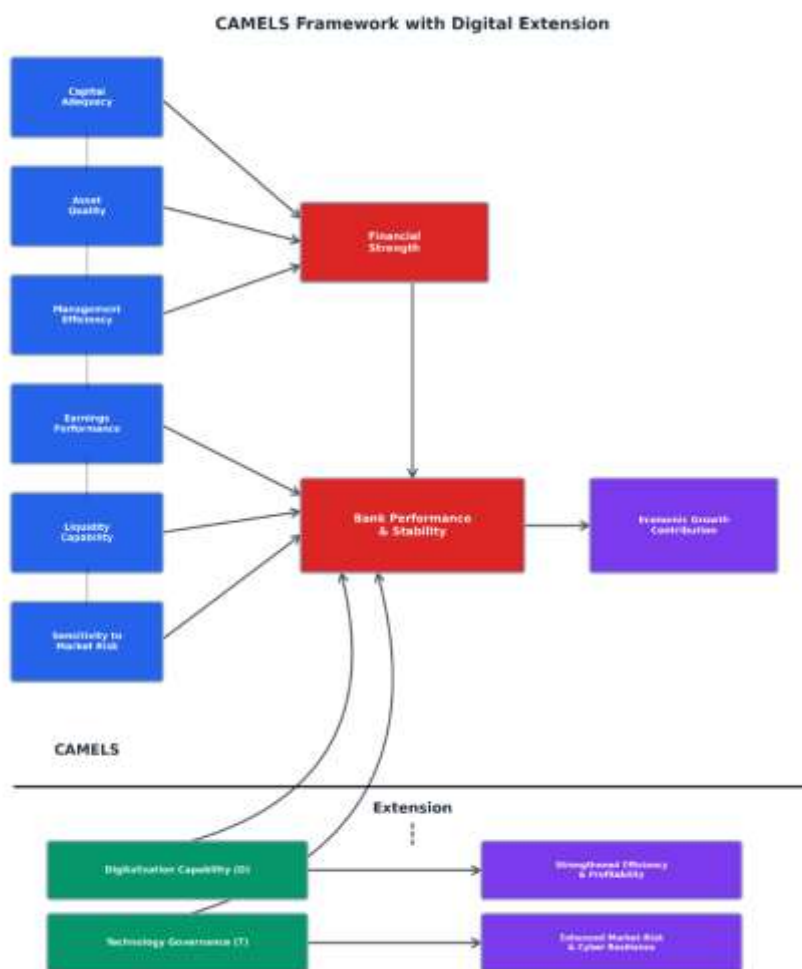 CAMELS Framework with Digital Extension
Capital
Adequacy
Asset
Quality
Management
Efficiency
Earnings
Performance
Liquidity
Capability
Sensitivity to
Market Risk
Financial
Strength
Bank Performance
& Stability
Economic Growth
Contribution
CAMELS
Extension
Digitalisation Capability (D)
Strengthened Efficiency
& Profitability
Technology Governance (T)
Enhanced Market Risk
& Cyber Resilience